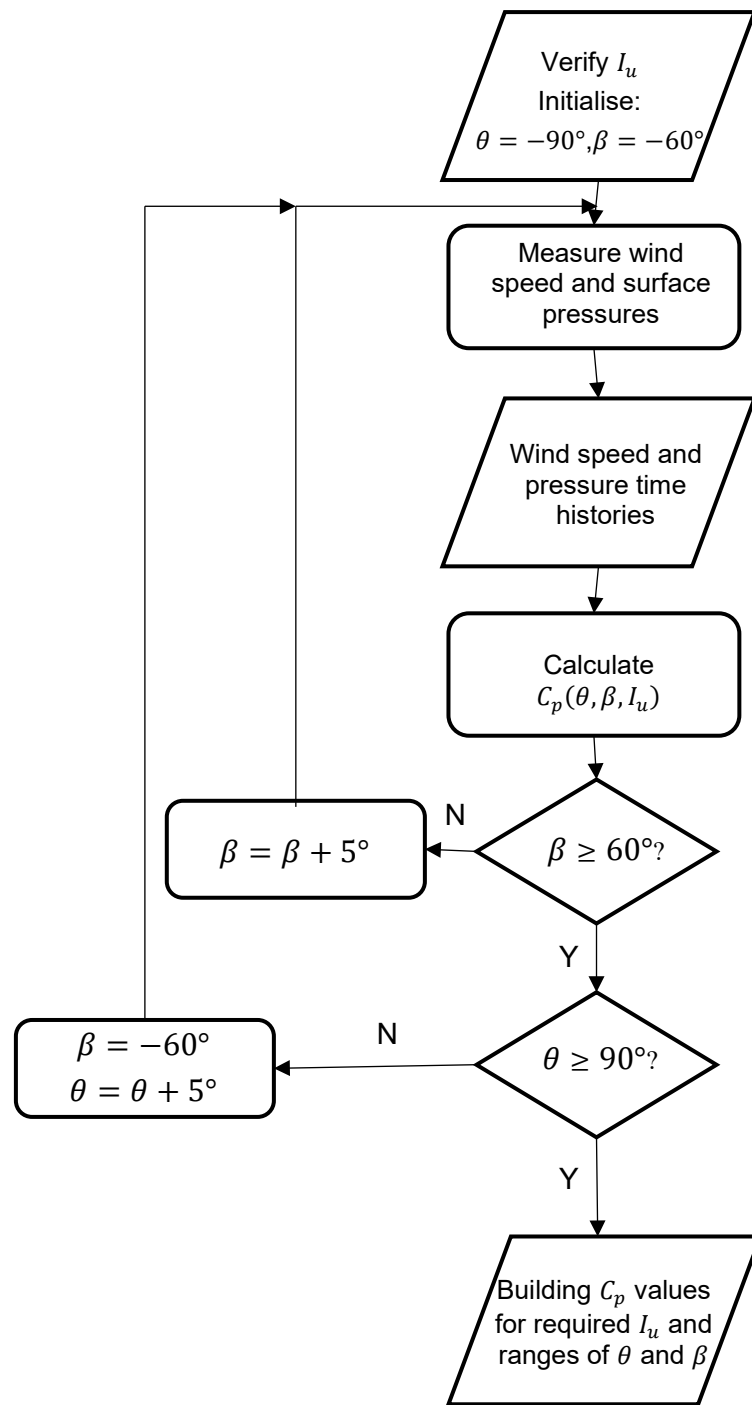 Verify I_u
Initialise:
θ = −90°,β = −60°
Measure wind
speed and surface
pressures
Wind speed and
pressure time
histories
Calculate
C_p(θ, β, I_u)
N
β = β + 5°
β ≥ 60°?
Y
N
β = −60°
θ = θ + 5°
θ ≥ 90°?
Y
Building C_p values
for required I_u and
ranges of θ and β